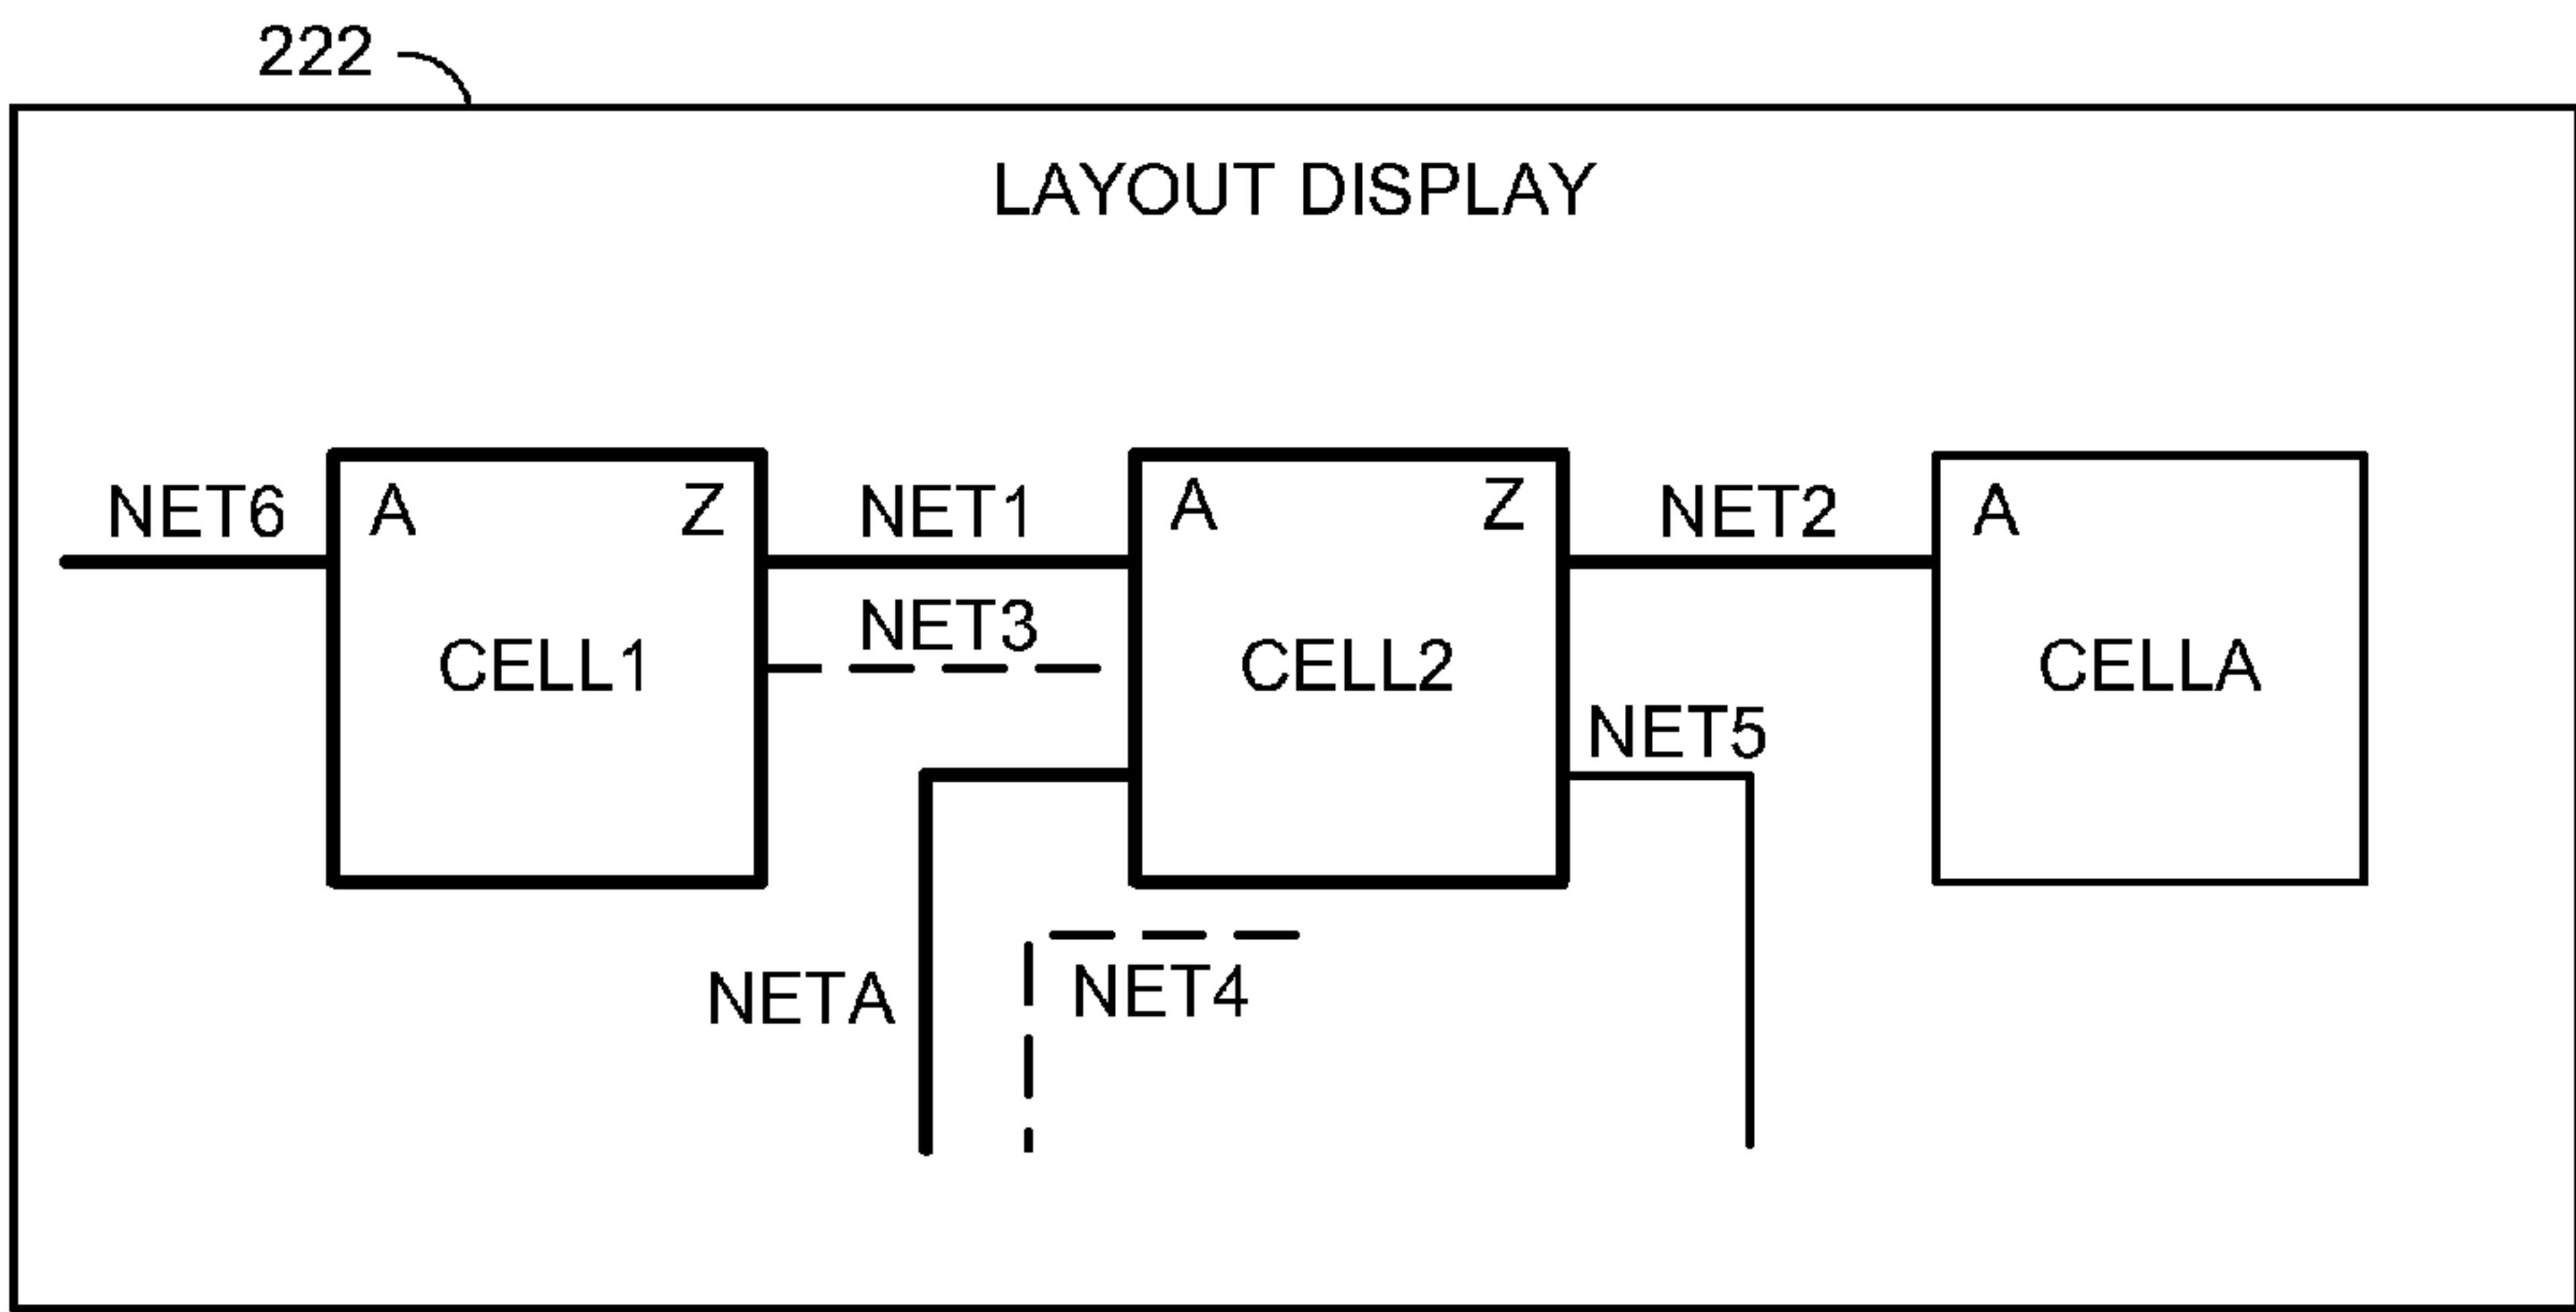 222
LAYOUT DISPLAY
NET6 A Z NET1 A Z NET2 A
NET3
CELL1 CELL2 CELLA
NET5
NETA NET4